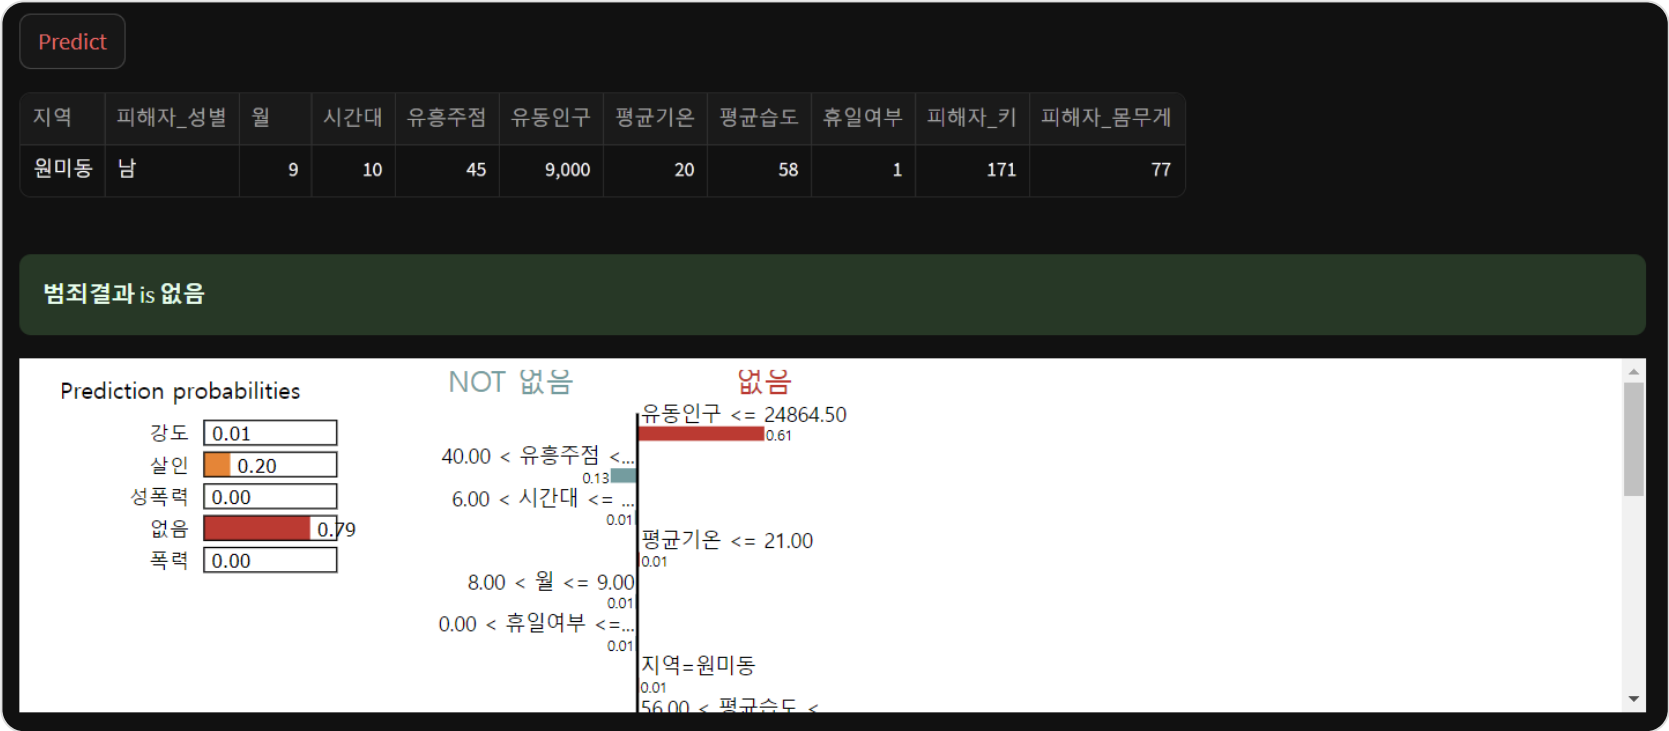 Predict
지역 피해자_성별 월 시간대 유흥주점 유동인구 평균기온 평균습도 휴일여부 피해자_키 피해자_몸무게
원미동 남 9 10 45 9,000 20 58 1 171 77
범죄결과 is 없음
Prediction probabilities
강도 0.01
살인 0.20
성폭력 0.00
없음 0.79
폭력 0.00
NOT 없음 없음
유동인구 <= 24864.50
0.61
40.00 < 유흥주점 <...
0.13
6.00 < 시간대 <= ...
0.01
평균기온 <= 21.00
0.01
8.00 < 월 <= 9.00
0.01
0.00 < 휴일여부 <=...
0.01
지역=원미동
0.01
56.00 < 평균습도 <